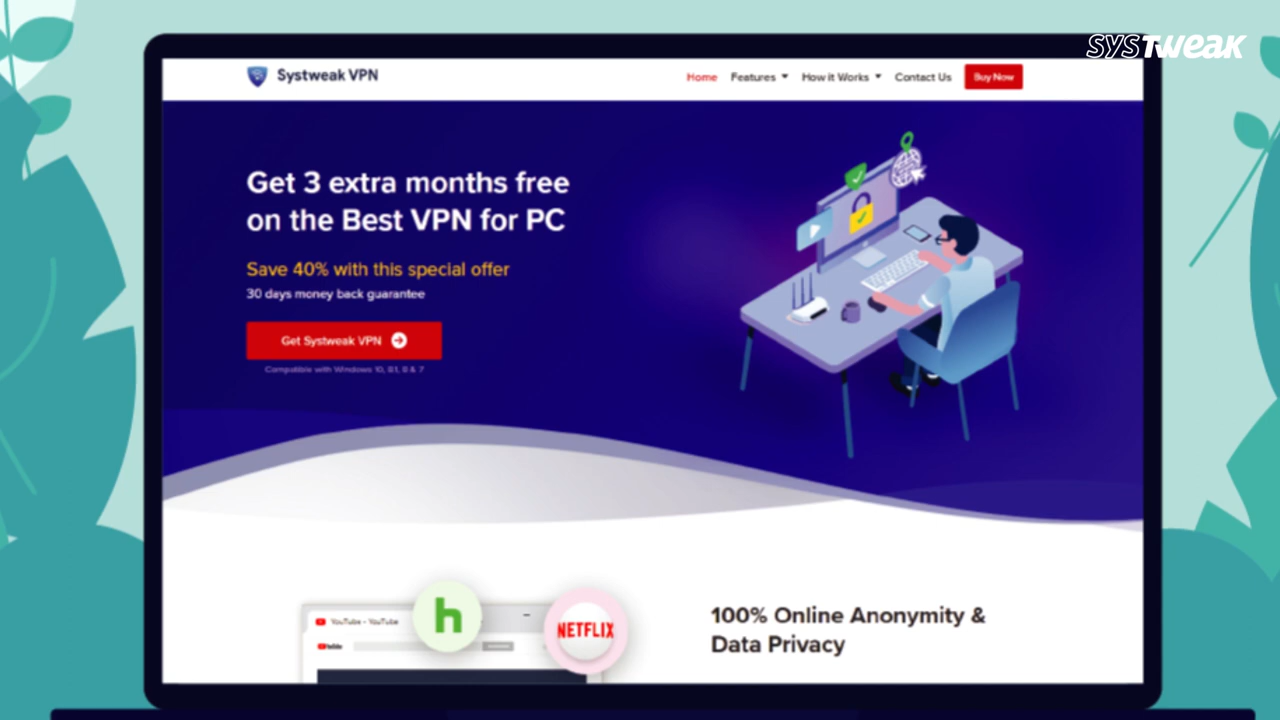 SYSTWEAK
Systweak VPN
Home Features How it Works Contact Us Buy Now
Get 3 extra months free
on the Best VPN for PC
Save 40% with this special offer
30 days money back guarantee
Get Systweak VPN
Compatible with Windows 10, 8.1, 8 & 7
h
NETFLIX
YouTube - YouTube
YouTube
100% Online Anonymity &
Data Privacy